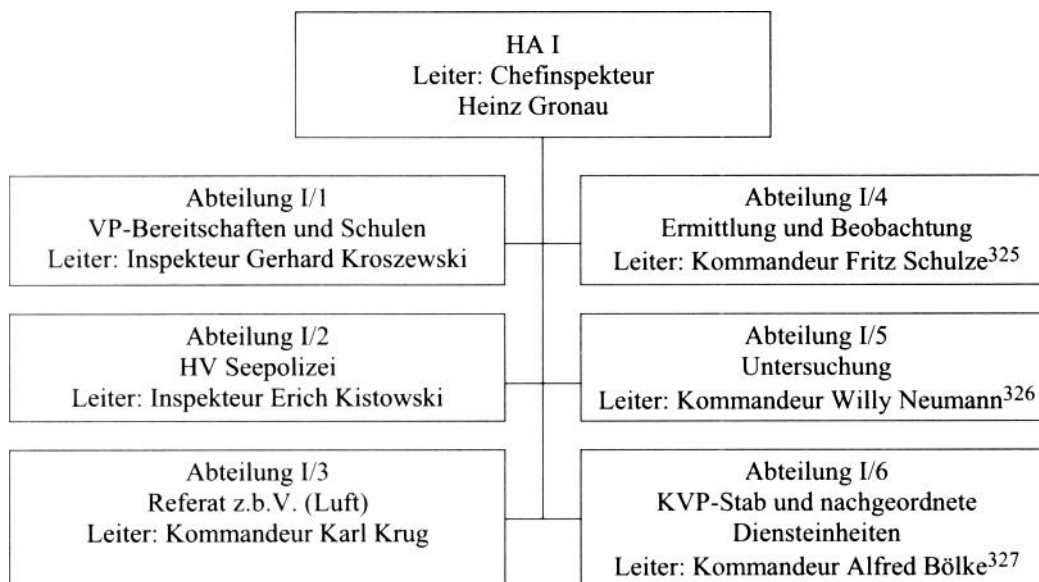 HA I
Leiter: Chefinspekteur
Heinz Gronau
Abteilung I/1
VP-Bereitschaften und Schulen
Leiter: Inspekteur Gerhard Kroszewski
Abteilung I/4
Ermittlung und Beobachtung
Leiter: Kommandeur Fritz Schulze325
Abteilung I/2
HV Seepolizei
Leiter: Inspekteur Erich Kistowski
Abteilung I/5
Untersuchung
Leiter: Kommandeur Willy Neumann326
Abteilung I/3
Referat z.b.V. (Luft)
Leiter: Kommandeur Karl Krug
Abteilung I/6
KVP-Stab und nachgeordnete
Diensteinheiten
Leiter: Kommandeur Alfred Bölke327